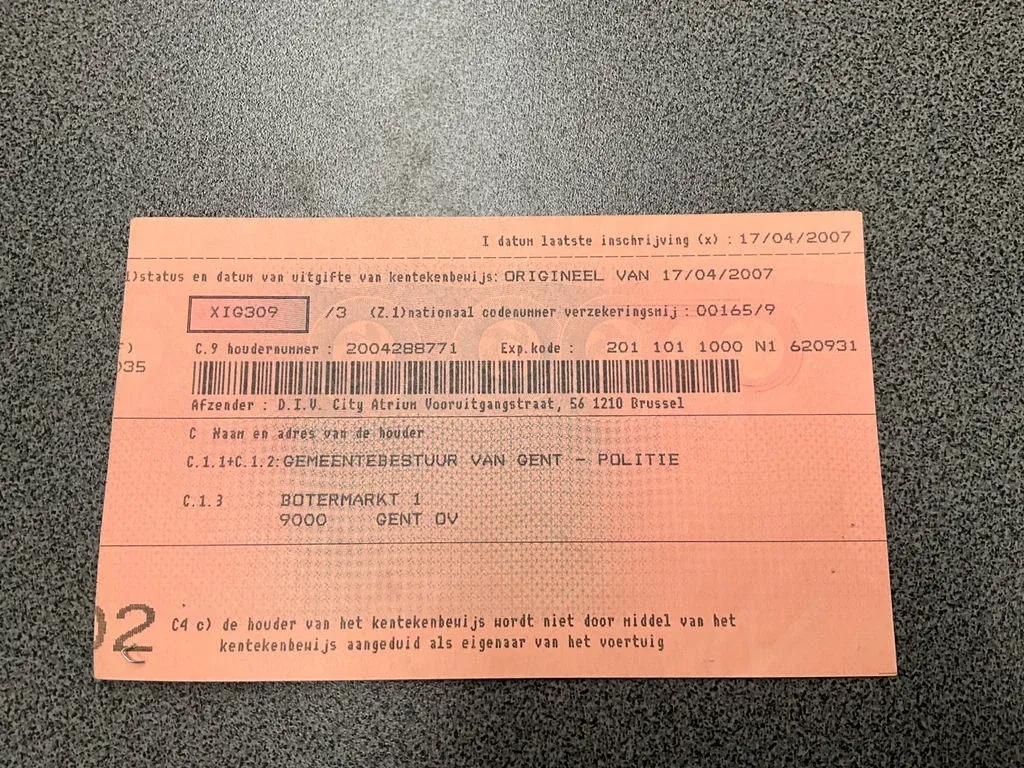 I datum laatste inschrijving (x) : 17/04/2007
)status en datum van uitgifte van kentekenbewijs: ORIGINEEL VAN 17/04/2007
XIG309 /3 (Z.1)nationaal codenummer verzekeringsmij : 00165/9
)
C.9 houdernummer : 2004288771 Exp.kode : 201 101 1000 N1 620931
035
Afzender : D.I.V. City Atrium Vooruitgangstraat, 56 1210 Brussel
C Naam en adres van de houder
C.1.1+C.1.2: GEMEENTEBESTUUR VAN GENT - POLITIE
C.1.3 BOTERMARKT 1
9000 GENT OV
02
C4 c) de houder van het kentekenbewijs wordt niet door middel van het
kentekenbewijs aangeduid als eigenaar van het voertuig